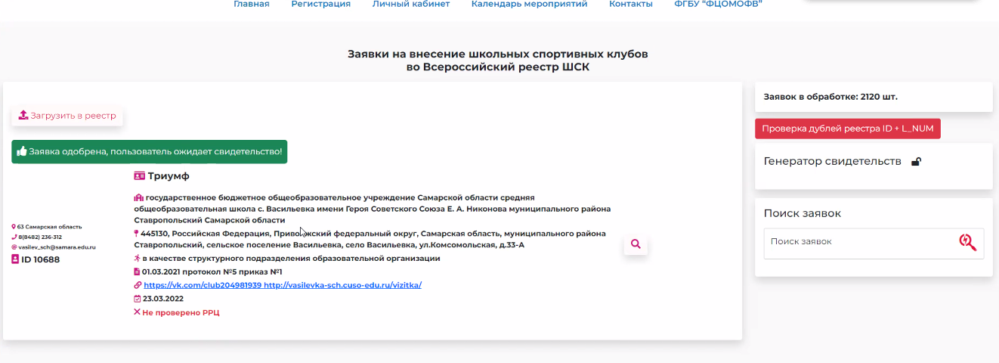 Главная Регистрация Личный кабинет Календарь мероприятий Контакты ФГБУ “ФЦОМОФВ”
Заявки на внесение школьных спортивных клубов
во Всероссийский реестр ШСК
Загрузить в реестр
Заявка одобрена, пользователь ожидает свидетельство!
Триумф
государственное бюджетное общеобразовательное учреждение Самарской области средняя
общеобразовательная школа с. Васильевка имени Героя Советского Союза Е. А. Никонова муниципального района
Ставропольский Самарской области
63 Самарская область
8(8482) 236-312
@ vasilev_sch@samara.edu.ru
ID 10688
445130, Российская Федерация, Приволжский федеральный округ, Самарская область, муниципального района
Ставропольский, сельское поселение Васильевка, село Васильевка, ул.Комсомольская, д.33-А
в качестве структурного подразделения образовательной организации
01.03.2021 протокол №5 приказ №1
https://vk.com/club204981939 http://vasilevka-sch.cuso-edu.ru/vizitka/
23.03.2022
Не проверено РРЦ
Заявок в обработке: 2120 шт.
Проверка дублей реестра ID + L_NUM
Генератор свидетельств
Поиск заявок
Поиск заявок